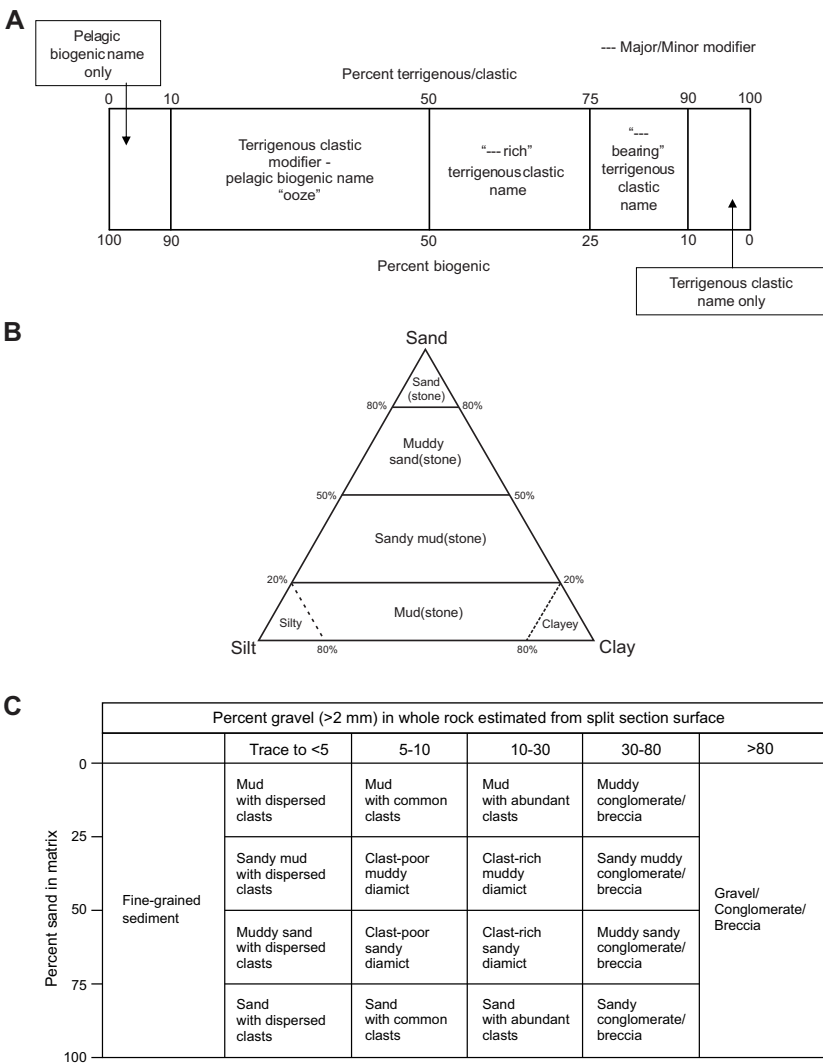 A
Pelagic
biogenic name
only
--- Major/Minor modifier
Percent terrigenous/clastic
0 10 50 75 90 100
Terrigenous clastic
modifier -
pelagic biogenic name
“ooze”
“--- rich”
terrigenous clastic
name
“---
bearing”
terrigenous
clastic
name
100 90 50 25 10 0
Percent biogenic
Terrigenous clastic
name only
B
Sand
Sand
(stone)
80% 80%
Muddy
sand(stone)
50% 50%
Sandy mud(stone)
20% 20%
Silty
Mud(stone)
Clayey
Silt 80% 80% Clay
C
Percent gravel (>2 mm) in whole rock estimated from split section surface
Trace to <5 5-10 10-30 30-80 >80
Percent sand in matrix
0
25
50
75
100
Fine-grained
sediment
Mud
with dispersed
clasts
Mud
with common
clasts
Mud
with abundant
clasts
Muddy
conglomerate/
breccia
Sandy mud
with dispersed
clasts
Clast-poor
muddy
diamict
Clast-rich
muddy
diamict
Sandy muddy
conglomerate/
breccia
Muddy sand
with dispersed
clasts
Clast-poor
sandy
diamict
Clast-rich
sandy
diamict
Muddy sandy
conglomerate/
breccia
Sand
with dispersed
clasts
Sand
with common
clasts
Sand
with abundant
clasts
Sandy
conglomerate/
breccia
Gravel/
Conglomerate/
Breccia